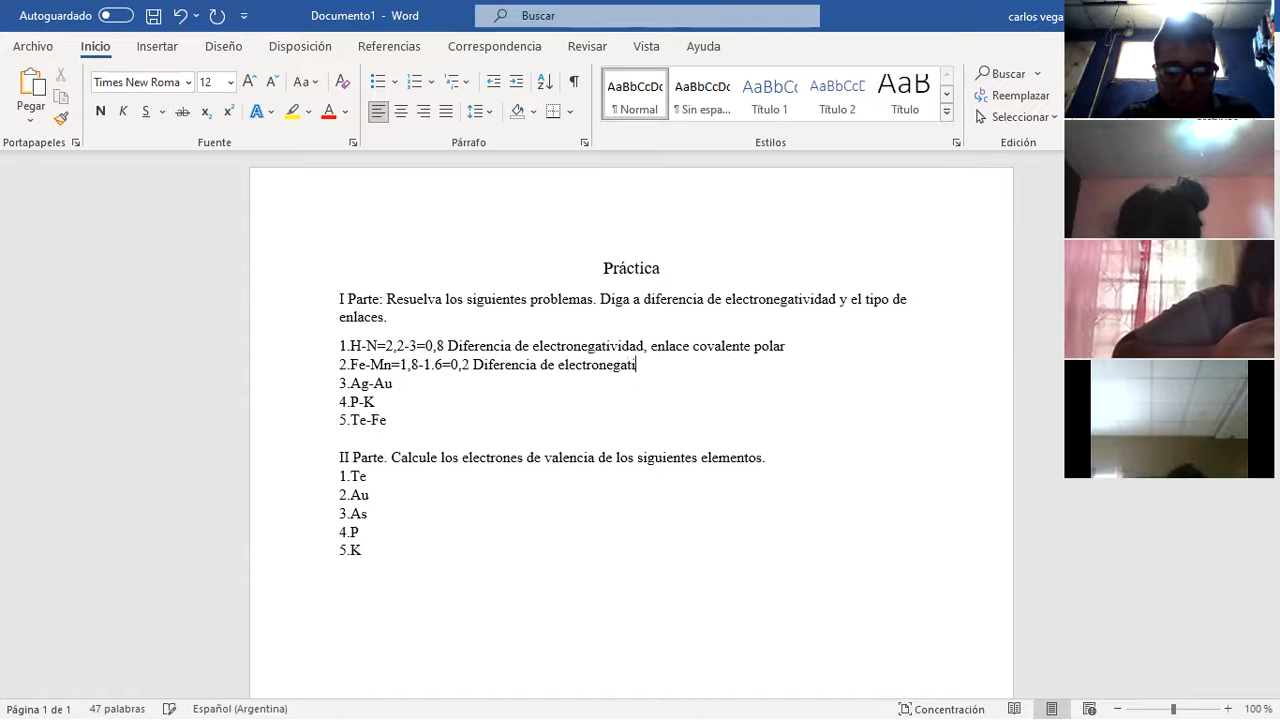 Autoguardado
Documento1 - Word
Buscar
carlos vega
Archivo Inicio Insertar Diseño Disposición Referencias Correspondencia Revisar Vista Ayuda
Pegar
Times New Roma 12
N K S
AaBbCcDc AaBbCcDc AaBbCc AaBbCcD AaB
¶ Normal ¶ Sin espa... Título 1 Título 2 Título
Buscar
Reemplazar
Seleccionar
Portapapeles Fuente Párrafo Estilos Edición
Práctica
I Parte: Resuelva los siguientes problemas. Diga a diferencia de electronegatividad y el tipo de
enlaces.
1.H-N=2,2-3=0,8 Diferencia de electronegatividad, enlace covalente polar
2.Fe-Mn=1,8-1.6=0,2 Diferencia de electronegati
3.Ag-Au
4.P-K
5.Te-Fe
II Parte. Calcule los electrones de valencia de los siguientes elementos.
1.Te
2.Au
3.As
4.P
5.K
Página 1 de 1 47 palabras Español (Argentina) Concentración 100 %